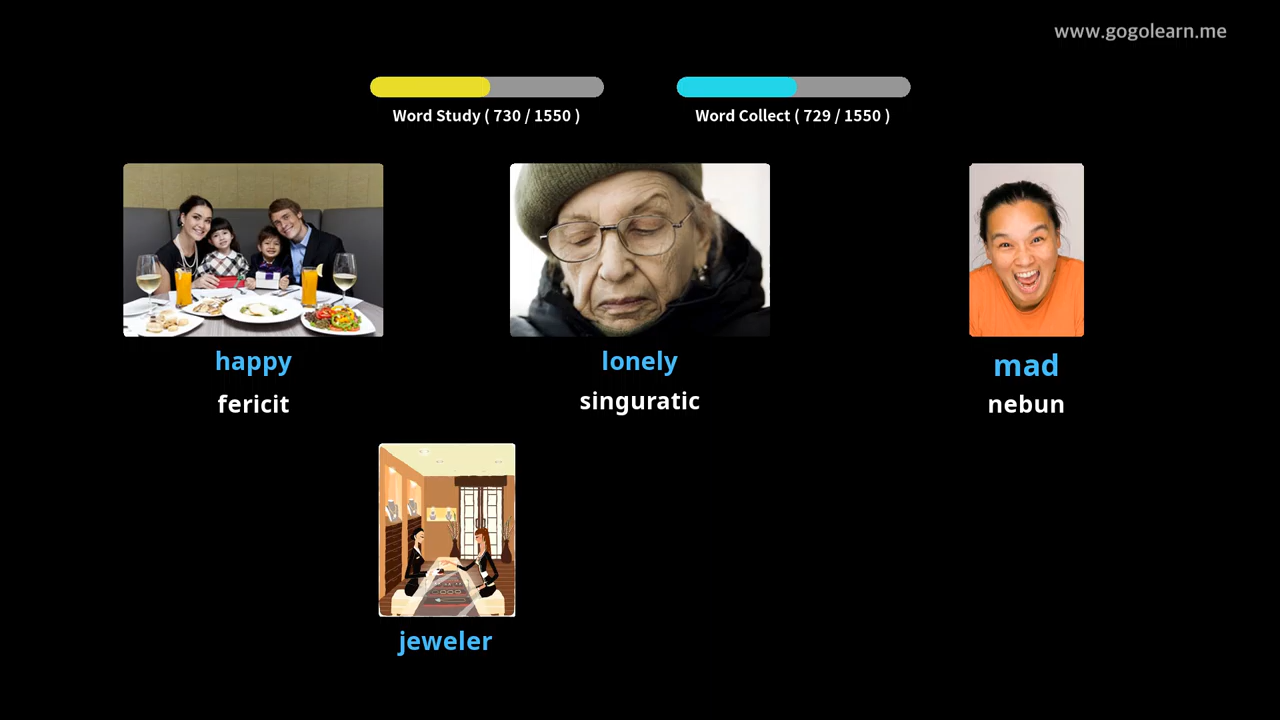 www.gogolearn.me
Word Study ( 730 / 1550 )
Word Collect ( 729 / 1550 )
happy
lonely
mad
fericit
singuratic
nebun
jeweler